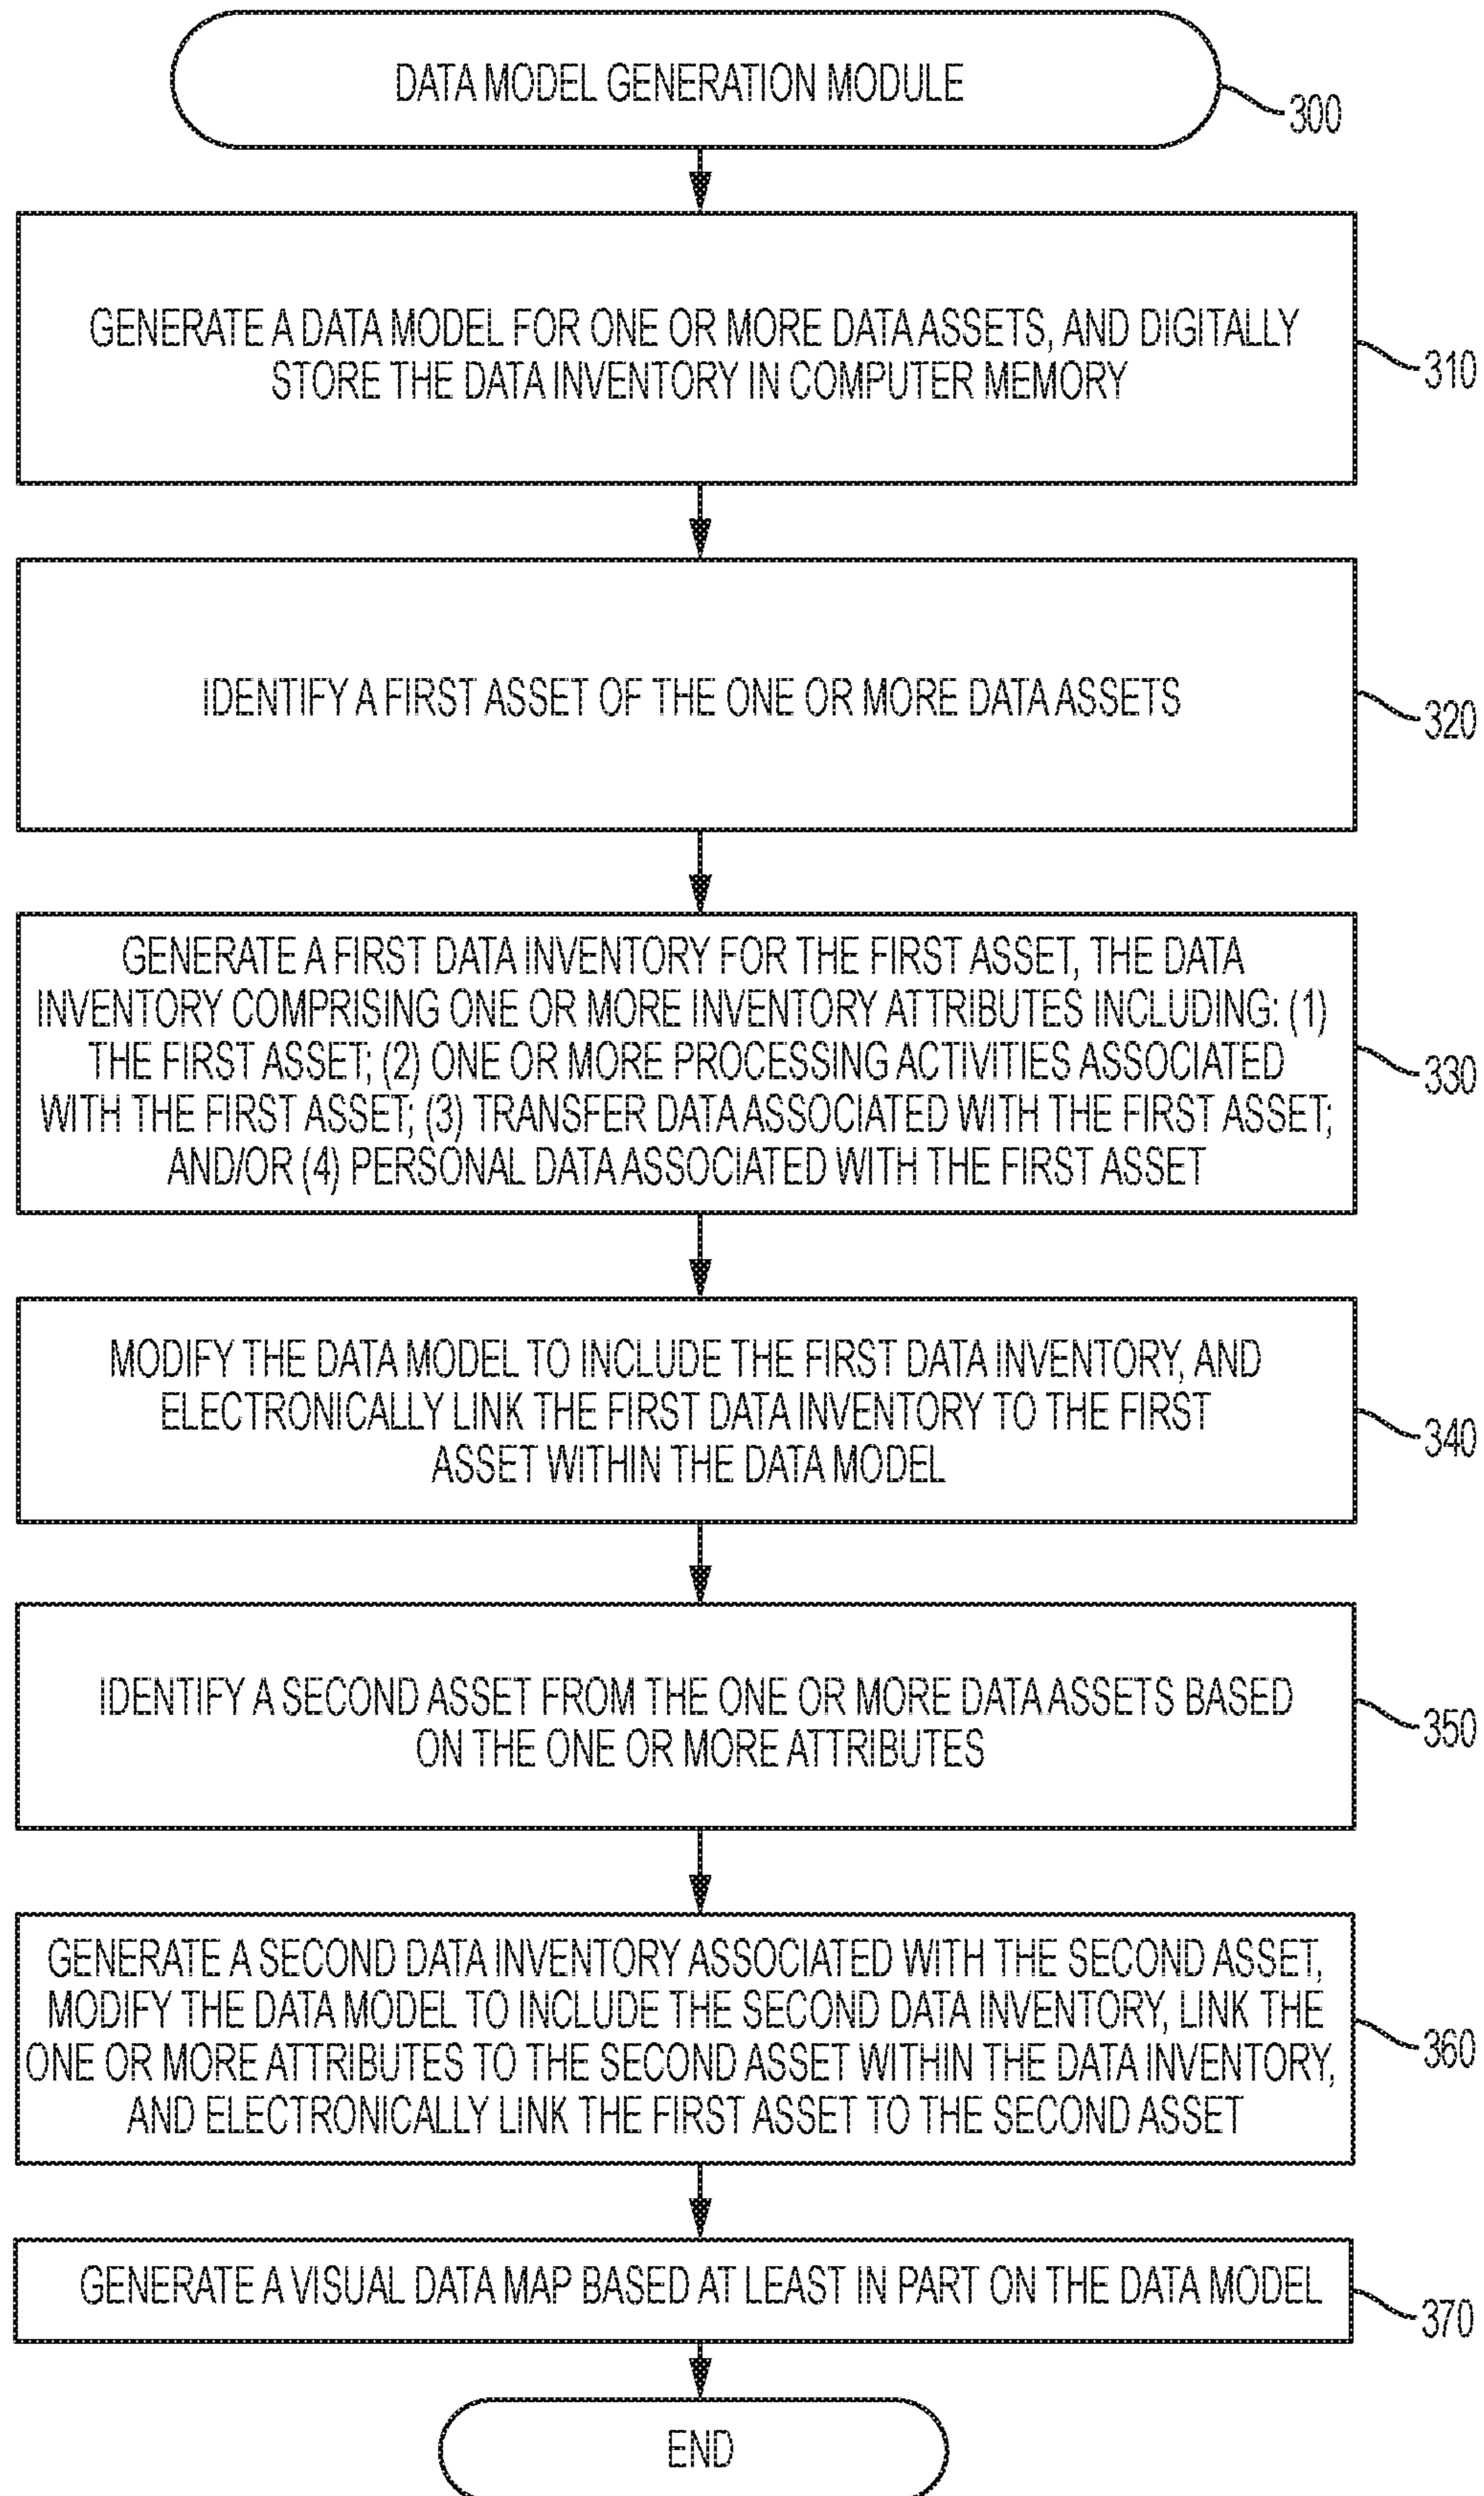 DATA MODEL GENERATION MODULE
300
GENERATE A DATA MODEL FOR ONE OR MORE DATA ASSETS, AND DIGITALLY
STORE THE DATA INVENTORY IN COMPUTER MEMORY
310
IDENTIFY A FIRST ASSET OF THE ONE OR MORE DATA ASSETS
320
GENERATE A FIRST DATA INVENTORY FOR THE FIRST ASSET, THE DATA
INVENTORY COMPRISING ONE OR MORE INVENTORY ATTRIBUTES INCLUDING: (1)
THE FIRST ASSET; (2) ONE OR MORE PROCESSING ACTIVITIES ASSOCIATED
WITH THE FIRST ASSET; (3) TRANSFER DATA ASSOCIATED WITH THE FIRST ASSET;
AND/OR (4) PERSONAL DATA ASSOCIATED WITH THE FIRST ASSET
330
MODIFY THE DATA MODEL TO INCLUDE THE FIRST DATA INVENTORY, AND
ELECTRONICALLY LINK THE FIRST DATA INVENTORY TO THE FIRST
ASSET WITHIN THE DATA MODEL
340
IDENTIFY A SECOND ASSET FROM THE ONE OR MORE DATA ASSETS BASED
ON THE ONE OR MORE ATTRIBUTES
350
GENERATE A SECOND DATA INVENTORY ASSOCIATED WITH THE SECOND ASSET,
MODIFY THE DATA MODEL TO INCLUDE THE SECOND DATA INVENTORY, LINK THE
ONE OR MORE ATTRIBUTES TO THE SECOND ASSET WITHIN THE DATA INVENTORY,
AND ELECTRONICALLY LINK THE FIRST ASSET TO THE SECOND ASSET
360
GENERATE A VISUAL DATA MAP BASED AT LEAST IN PART ON THE DATA MODEL
370
END